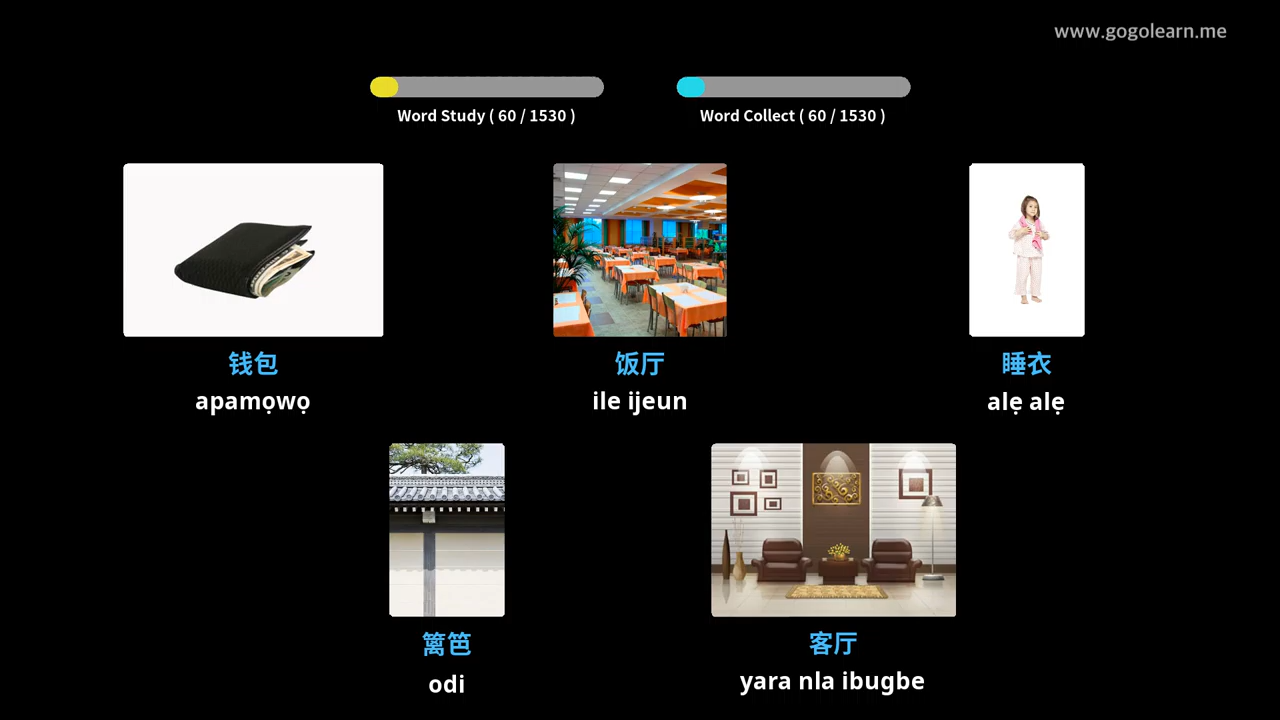 www.gogolearn.me
Word Study ( 60 / 1530 )
Word Collect ( 60 / 1530 )
钱包
apamọwọ
饭厅
ile ijeun
睡衣
alẹ alẹ
篱笆
odi
客厅
yara nla ibugbe